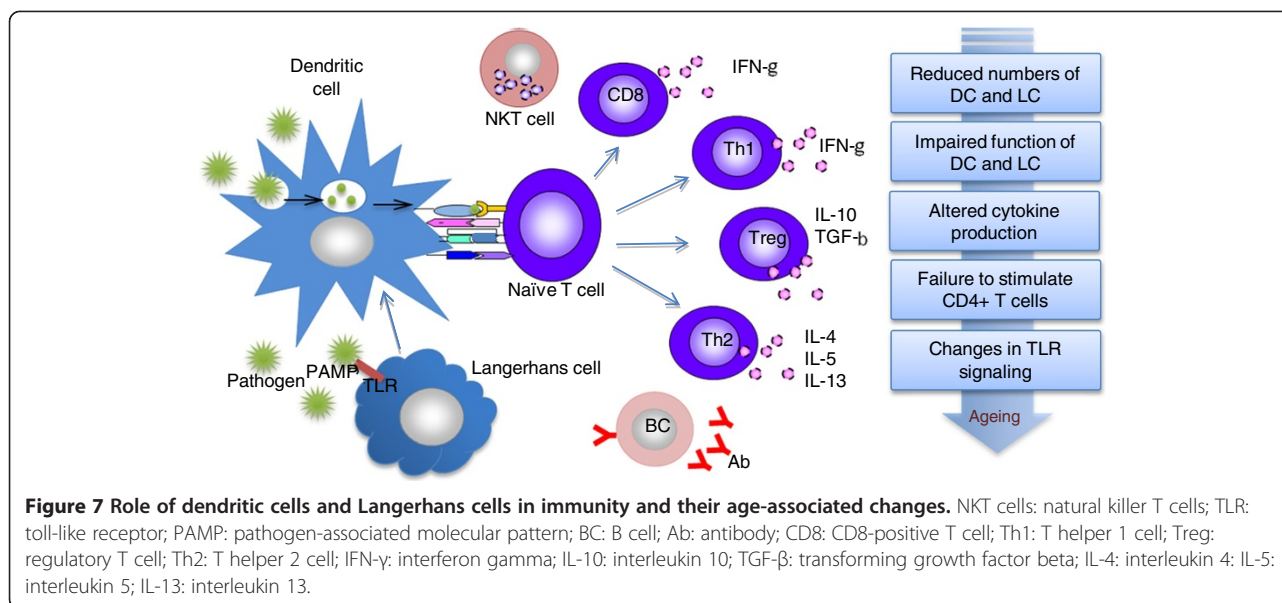 Dendritic
cell
NKT cell
CD8
IFN-g
Th1
IFN-g
Naïve T cell
Treg
IL-10
TGF-b
Th2
IL-4
IL-5
IL-13
Pathogen
PAMP
TLR
Langerhans cell
BC
Ab
Reduced numbers of
DC and LC
Impaired function of
DC and LC
Altered cytokine
production
Failure to stimulate
CD4+ T cells
Changes in TLR
signaling
Ageing
Figure 7 Role of dendritic cells and Langerhans cells in immunity and their age-associated changes. NKT cells: natural killer T cells; TLR:
toll-like receptor; PAMP: pathogen-associated molecular pattern; BC: B cell; Ab: antibody; CD8: CD8-positive T cell; Th1: T helper 1 cell; Treg:
regulatory T cell; Th2: T helper 2 cell; IFN-γ: interferon gamma; IL-10: interleukin 10; TGF-β: transforming growth factor beta; IL-4: interleukin 4: IL-5:
interleukin 5; IL-13: interleukin 13.